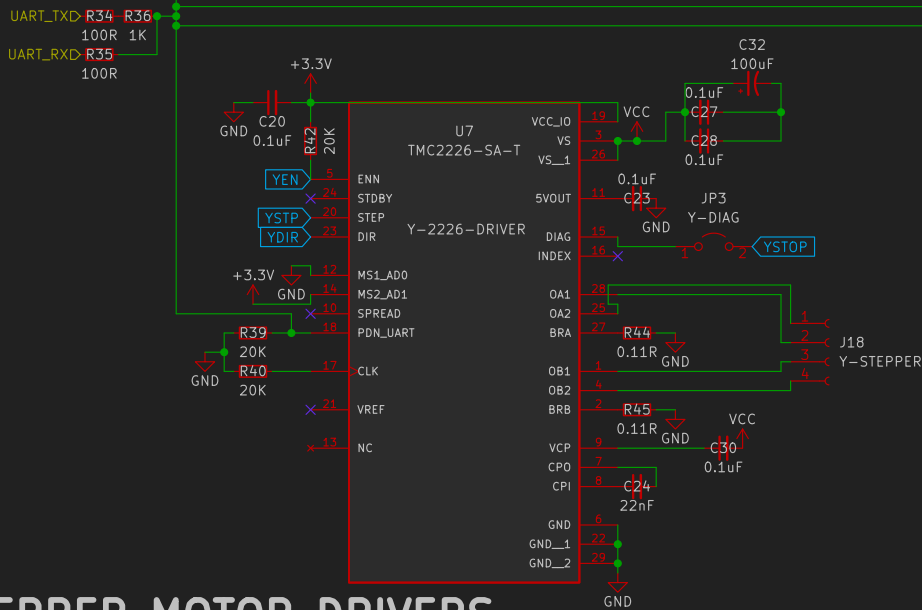 UART_TX R34 R36
100R 1K
UART_RX R35
100R
+3.3V
GND
C20
0.1uF
R42
20K
C32
100uF
0.1uF
C27
VCC
C28
0.1uF
U7
TMC2226-SA-T
Y-2226-DRIVER
VCC_IO 19
VS 3
VS__1 26
YEN 5 ENN
24 STDBY
YSTP 20 STEP
YDIR 23 DIR
5VOUT 11
0.1uF
C23
GND
JP3
Y-DIAG
DIAG 15
1 2
YSTOP
INDEX 16
+3.3V
GND
12 MS1_AD0
14 MS2_AD1
10 SPREAD
18 PDN_UART
R39
20K
GND
R40
20K
17 CLK
21 VREF
13 NC
OA1 28
OA2 25
BRA 27
R44
0.11R
GND
1
2
3
4
J18
Y-STEPPER
OB1 1
OB2 4
BRB 2
R45
0.11R
GND
VCC
VCP 9
C30
0.1uF
CPO 7
CPI 8
C24
22nF
GND 6
GND__1 22
GND__2 29
GND
MOTOR DRIVERS